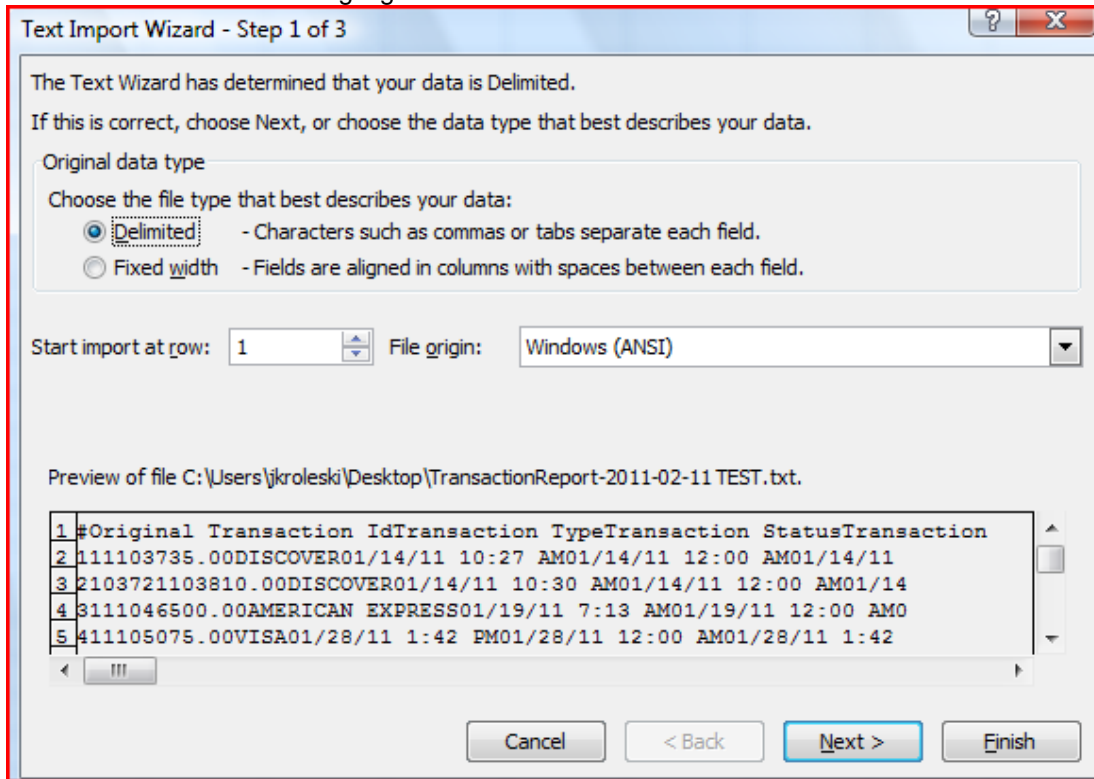 Text Import Wizard - Step 1 of 3
The Text Wizard has determined that your data is Delimited.
If this is correct, choose Next, or choose the data type that best describes your data.
Original data type
Choose the file type that best describes your data:
Delimited - Characters such as commas or tabs separate each field.
Fixed width - Fields are aligned in columns with spaces between each field.
Start import at row: 1 File origin: Windows (ANSI)
Preview of file C:\Users\jkroleski\Desktop\TransactionReport-2011-02-11 TEST.txt.
1 #Original Transaction IdTransaction TypeTransaction StatusTransaction
2 111103735.00DISCOVER01/14/11 10:27 AM01/14/11 12:00 AM01/14/11
3 2103721103810.00DISCOVER01/14/11 10:30 AM01/14/11 12:00 AM01/14
4 3111046500.00AMERICAN EXPRESS01/19/11 7:13 AM01/19/11 12:00 AM0
5 411105075.00VISA01/28/11 1:42 PM01/28/11 12:00 AM01/28/11 1:42
Cancel < Back Next > Finish